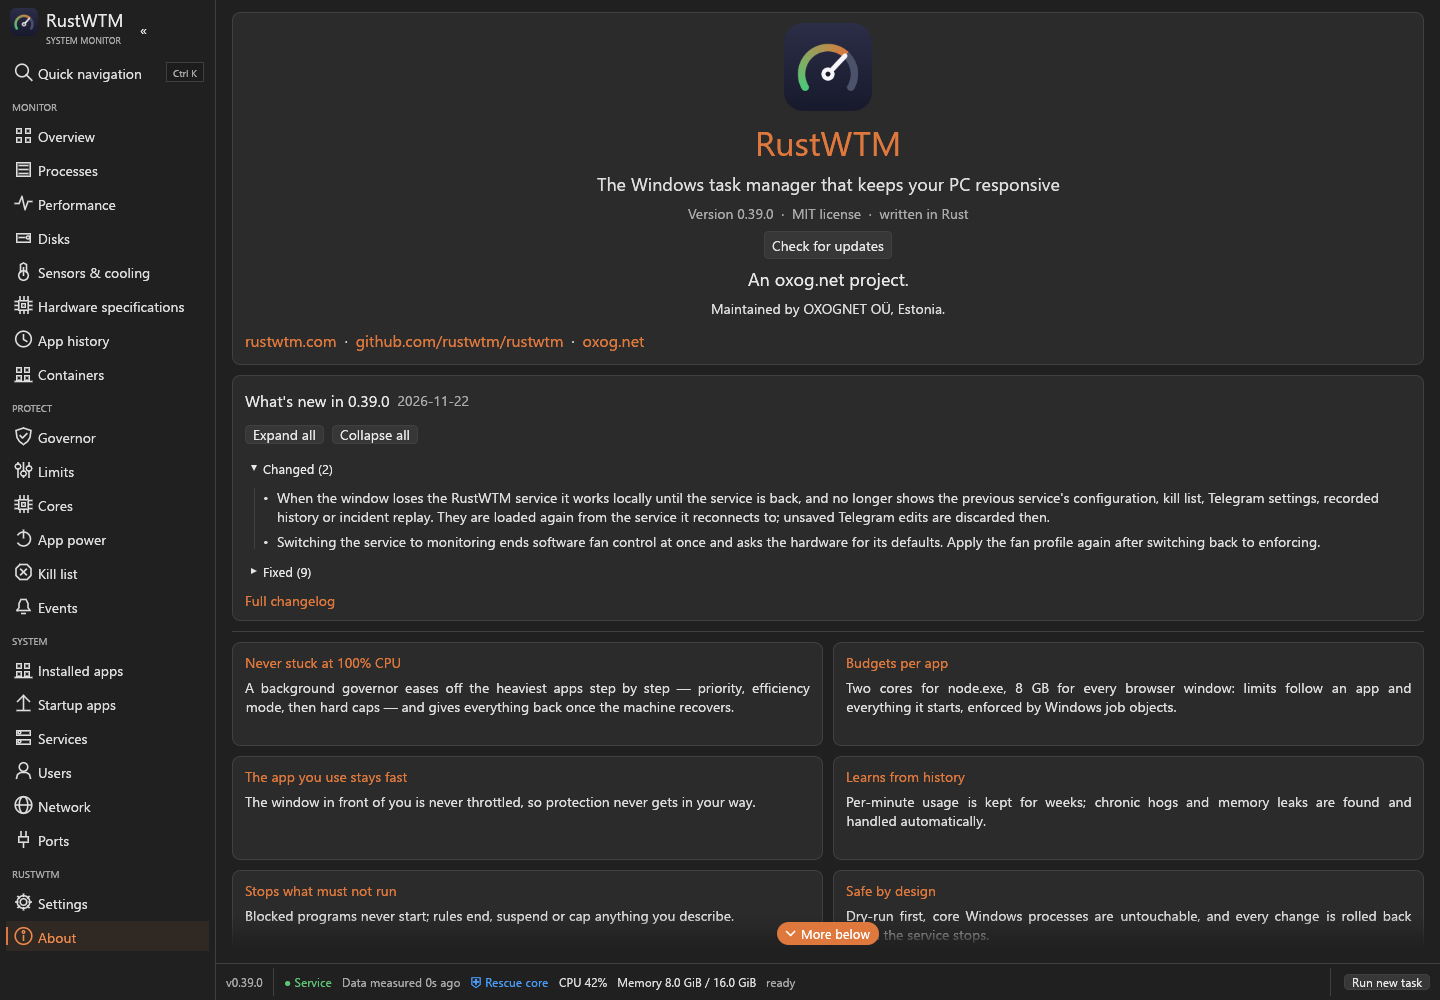 RustWTM
SYSTEM MONITOR
«
Quick navigation
Ctrl K
MONITOR
Overview
Processes
Performance
Disks
Sensors & cooling
Hardware specifications
App history
Containers
PROTECT
Governor
Limits
Cores
App power
Kill list
Events
SYSTEM
Installed apps
Startup apps
Services
Users
Network
Ports
RUSTWTM
Settings
About
RustWTM
The Windows task manager that keeps your PC responsive
Version 0.39.0 · MIT license · written in Rust
Check for updates
An oxog.net project.
Maintained by OXOGNET OÜ, Estonia.
rustwtm.com · github.com/rustwtm/rustwtm · oxog.net
What's new in 0.39.0 2026-11-22
Expand all
Collapse all
Changed (2)
• When the window loses the RustWTM service it works locally until the service is back, and no longer shows the previous service's configuration, kill list, Telegram settings, recorded
history or incident replay. They are loaded again from the service it reconnects to; unsaved Telegram edits are discarded then.
• Switching the service to monitoring ends software fan control at once and asks the hardware for its defaults. Apply the fan profile again after switching back to enforcing.
Fixed (9)
Full changelog
Never stuck at 100% CPU
A background governor eases off the heaviest apps step by step — priority, efficiency
mode, then hard caps — and gives everything back once the machine recovers.
Budgets per app
Two cores for node.exe, 8 GB for every browser window: limits follow an app and
everything it starts, enforced by Windows job objects.
The app you use stays fast
The window in front of you is never throttled, so protection never gets in your way.
Learns from history
Per-minute usage is kept for weeks; chronic hogs and memory leaks are found and
handled automatically.
Stops what must not run
Blocked programs never start; rules end, suspend or cap anything you describe.
Safe by design
Dry-run first, core Windows processes are untouchable, and every change is rolled back
the service stops.
More below
v0.39.0
Service
Data measured 0s ago
Rescue core
CPU 42%
Memory 8.0 GiB / 16.0 GiB
ready
Run new task